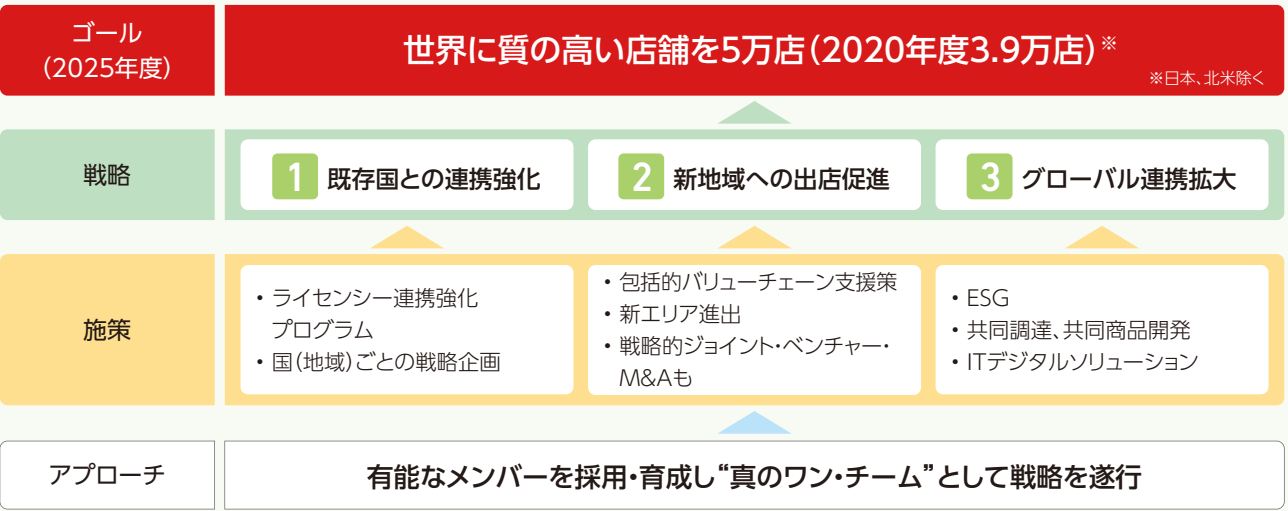 ゴール
(2025年度)
世界に質の高い店舗を5万店(2020年度3.9万店)※
※日本、北米除く
戦略
1 既存国との連携強化
2 新地域への出店促進
3 グローバル連携拡大
施策
・ライセンシー連携強化
プログラム
・国(地域)ごとの戦略企画
・包括的バリューチェーン支援策
・新エリア進出
・戦略的ジョイント・ベンチャー・
M&Aも
・ESG
・共同調達、共同商品開発
・ITデジタルソリューション
アプローチ
有能なメンバーを採用・育成し“真のワン・チーム”として戦略を遂行